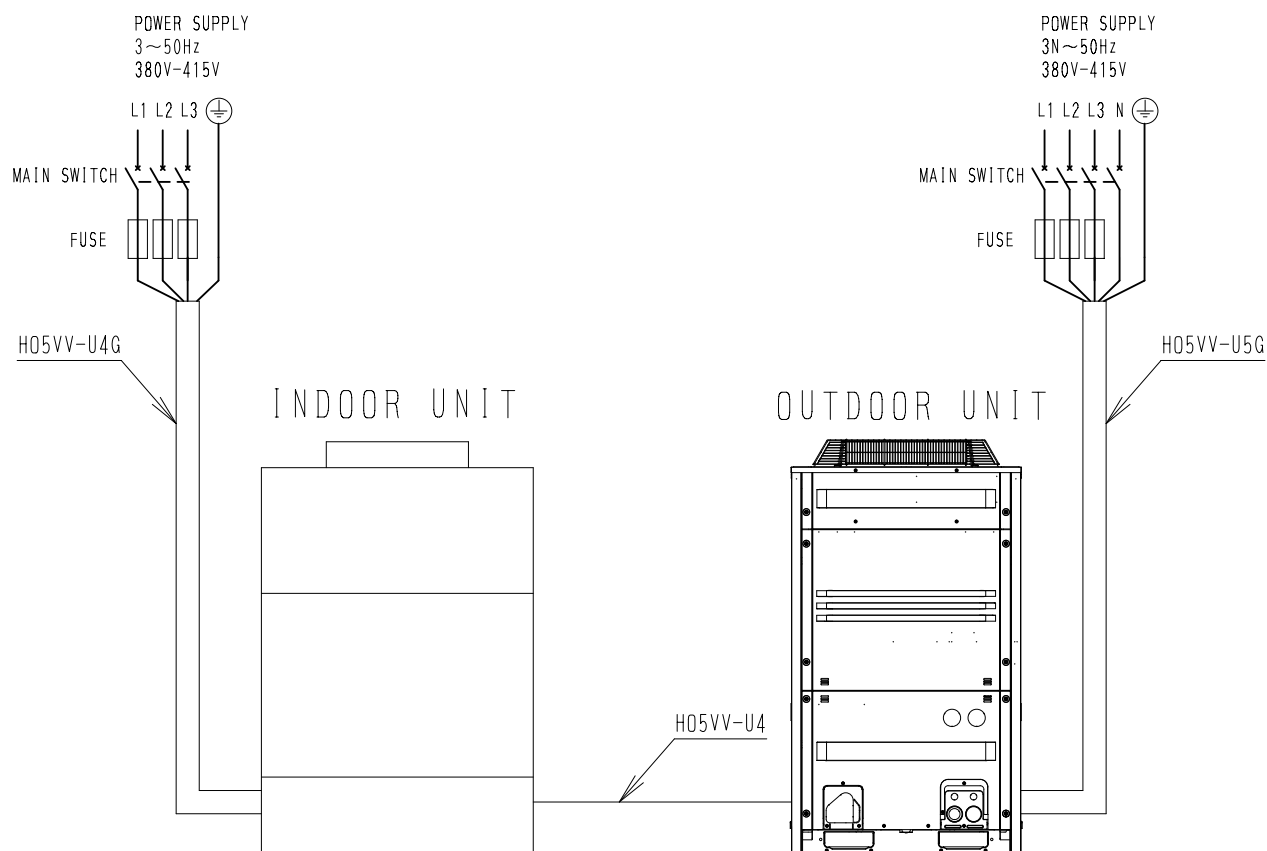 POWER SUPPLY
3～50Hz
380V-415V
L1 L2 L3
MAIN SWITCH
FUSE
H05VV-U4G
INDOOR UNIT
POWER SUPPLY
3N～50Hz
380V-415V
L1 L2 L3 N
MAIN SWITCH
FUSE
H05VV-U5G
OUTDOOR UNIT
H05VV-U4